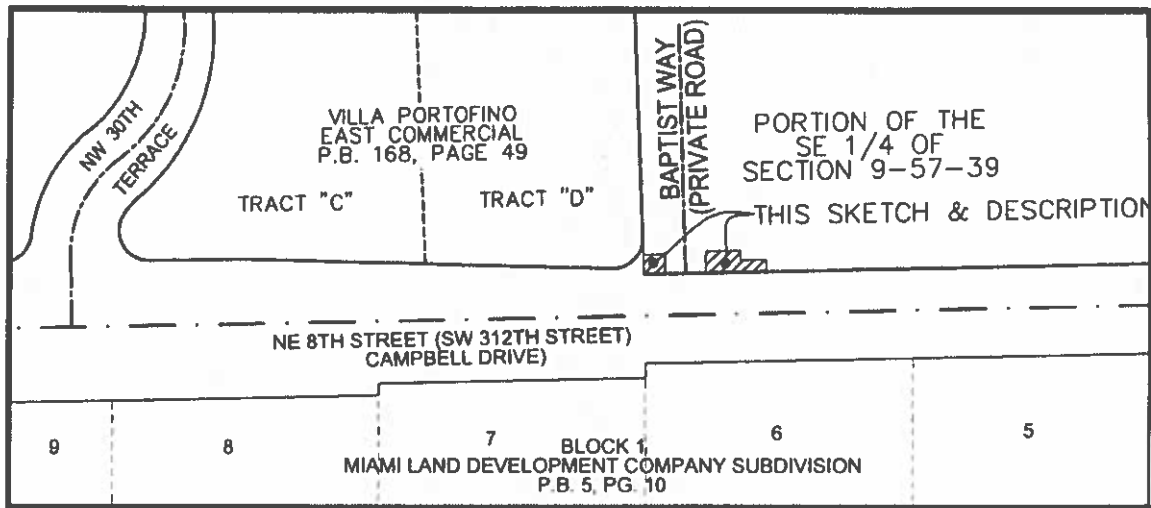 NW 30TH
TERRACE
VILLA PORTOFINO
EAST COMMERCIAL
P.B. 168, PAGE 49
TRACT "C"
TRACT "D"
BAPTIST WAY
(PRIVATE ROAD)
PORTION OF THE
SE 1/4 OF
SECTION 9-57-39
THIS SKETCH & DESCRIPTION
NE 8TH STREET (SW 312TH STREET)
CAMPBELL DRIVE)
9
8
7
6
5
BLOCK 1,
MIAMI LAND DEVELOPMENT COMPANY SUBDIVISION
P.B. 5, PG. 10